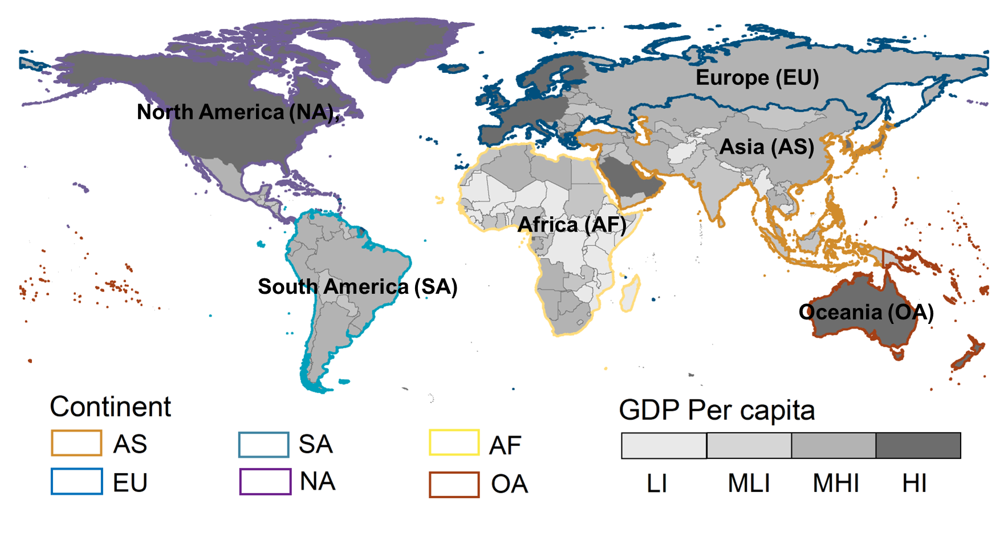 Europe (EU)
North America (NA),
Asia (AS)
Africa (AF)
South America (SA)
Oceania (OA)
Continent
AS
SA
AF
EU
NA
OA
GDP Per capita
LI
MLI
MHI
HI